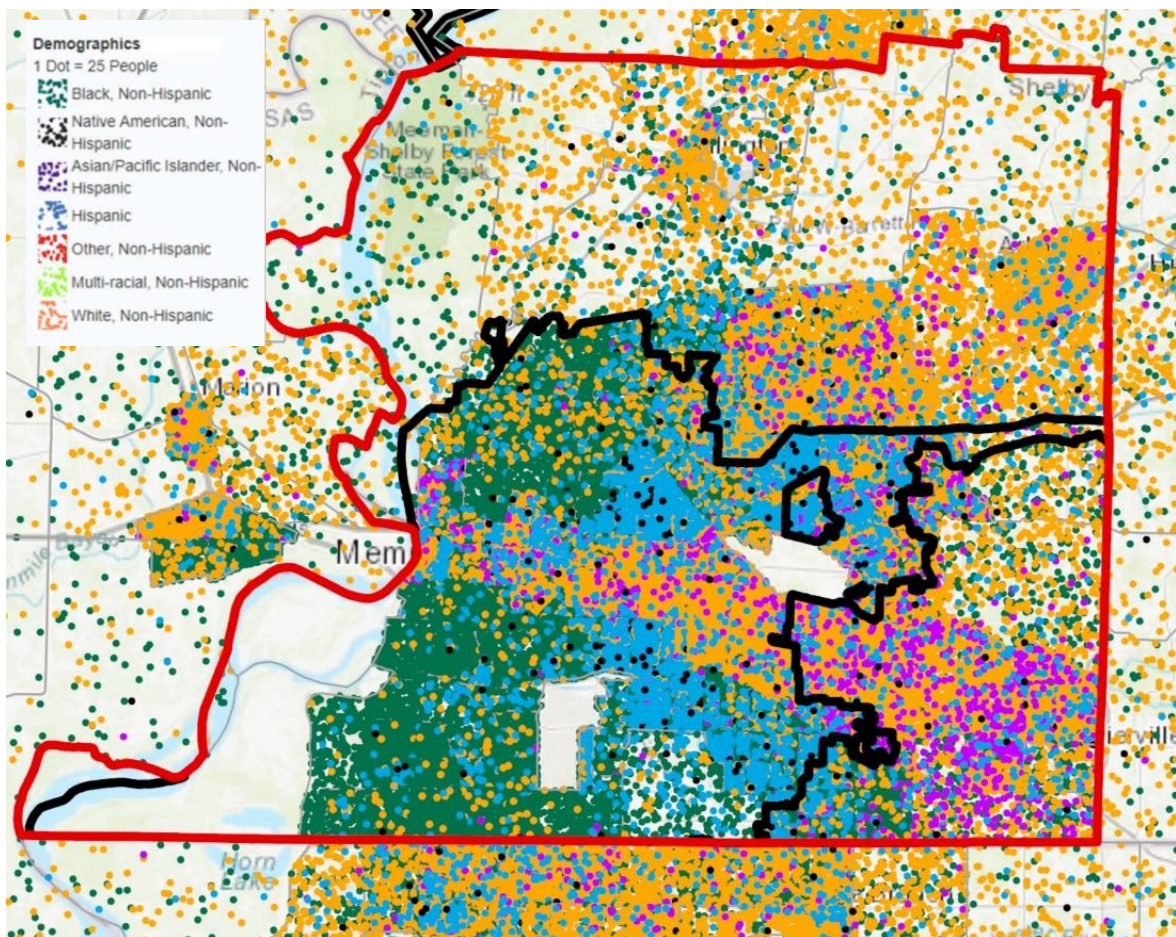 Demographics
1 Dot = 25 People
Black, Non-Hispanic
Native American, Non-
Hispanic
Asian/Pacific Islander, Non-
Hispanic
Hispanic
Other, Non-Hispanic
Multi-racial, Non-Hispanic
White, Non-Hispanic
SAS
Shelby
Meeman-
Shelby Forest
State Park
Marion
Mem
Horn
Lake